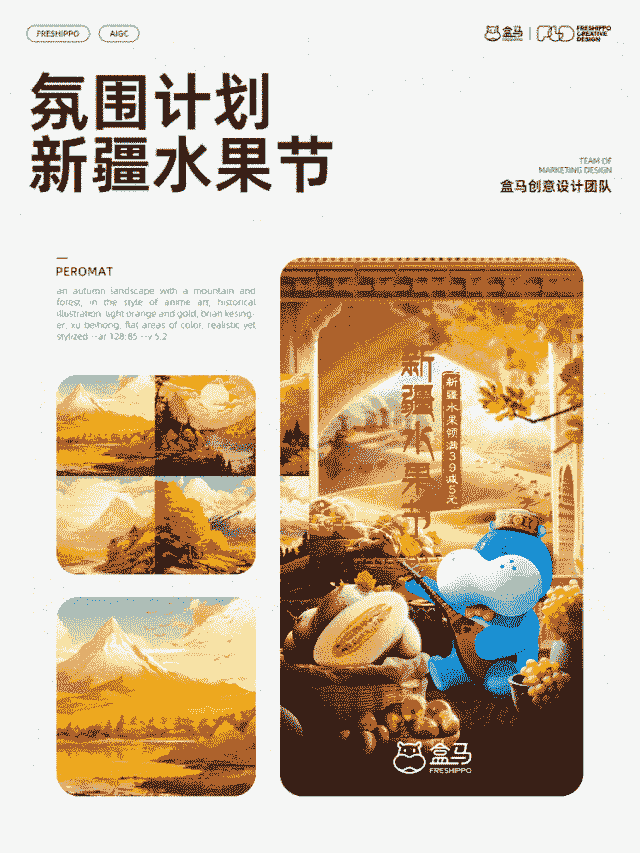 FRESHIPPO
AIGC
盒马
FRESHIPPO
FRESHIPPO
CREATIVE
DESIGN
氛围计划
新疆水果节
TEAM OF
MARKETING DESIGN
盒马创意设计团队
PEROMAT
an autumn landscape with a mountain and
forest, in the style of anime art, historical
illustration, light orange and gold, brian kesing-
er, xu beihong, flat areas of color, realistic yet
stylized --ar 128:85 --v 5.2
新疆水果节
新疆水果领满39减5元
盒马
FRESHIPPO